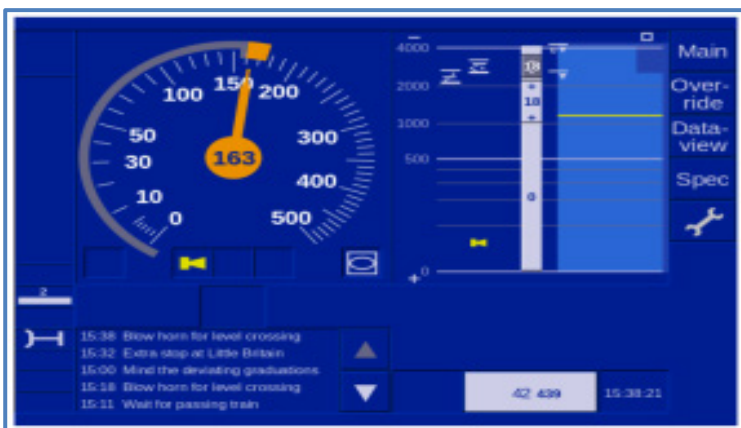 4000
2000
1000
500
0
18
18
0
Main
Over-
ride
Data-
view
Spec
0
10
30
50
100
150
200
300
400
500
163
2
15:38 Blow horn for level crossing
15:32 Extra stop at Little Britain
15:00 Mind the deviating graduations
15:18 Blow horn for level crossing
15:11 Wait for passing train
42 439
15:38:21